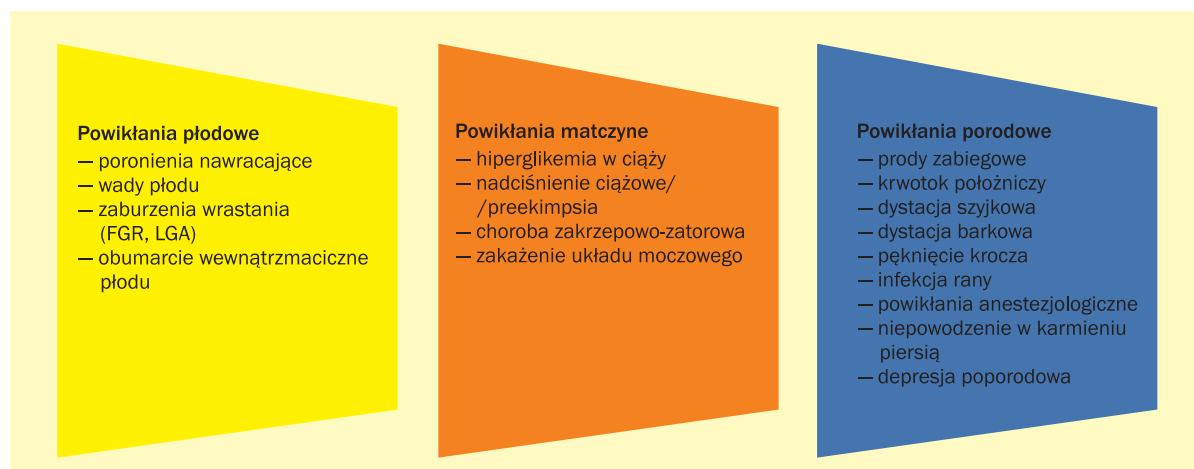 Powikłania płodowe
— poronienia nawracające
— wady płodu
— zaburzenia wrastania
(FGR, LGA)
— obumarcie wewnątrzmaciczne
płodu
Powikłania matczyne
— hiperglikemia w ciąży
— nadciśnienie ciążowe/
/preekimpsia
— choroba zakrzepowo-zatorowa
— zakażenie układu moczowego
Powikłania porodowe
— prody zabiegowe
— krwotok położniczy
— dystacja szyjkowa
— dystacja barkowa
— pęknięcie krocza
— infekcja rany
— powikłania anestezjologiczne
— niepowodzenie w karmieniu
piersią
— depresja poporodowa